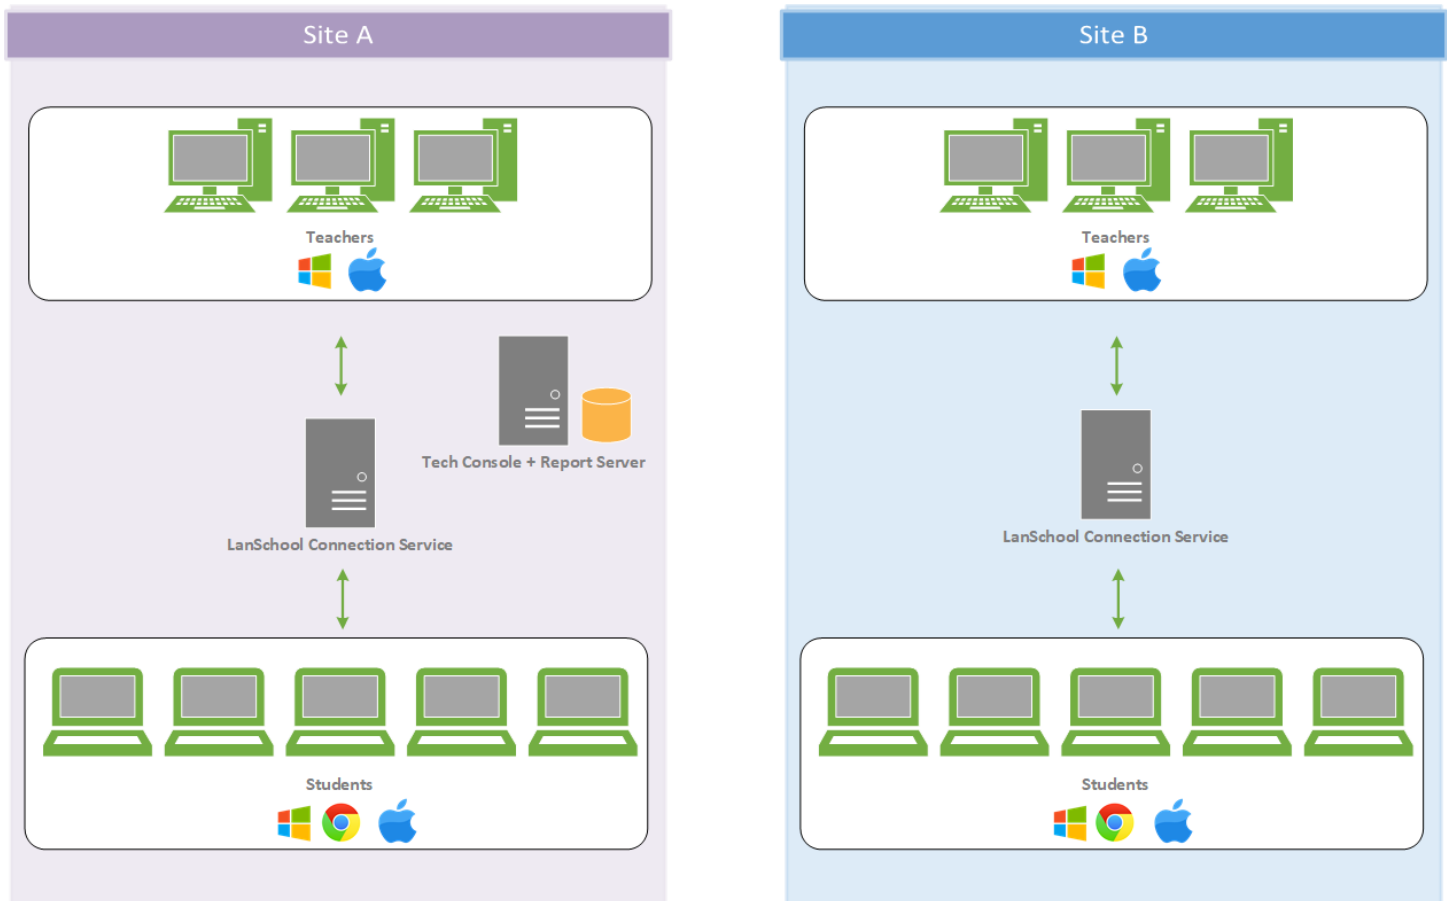 Site A
Teachers
Tech Console + Report Server
LanSchool Connection Service
Students
Site B
Teachers
LanSchool Connection Service
Students